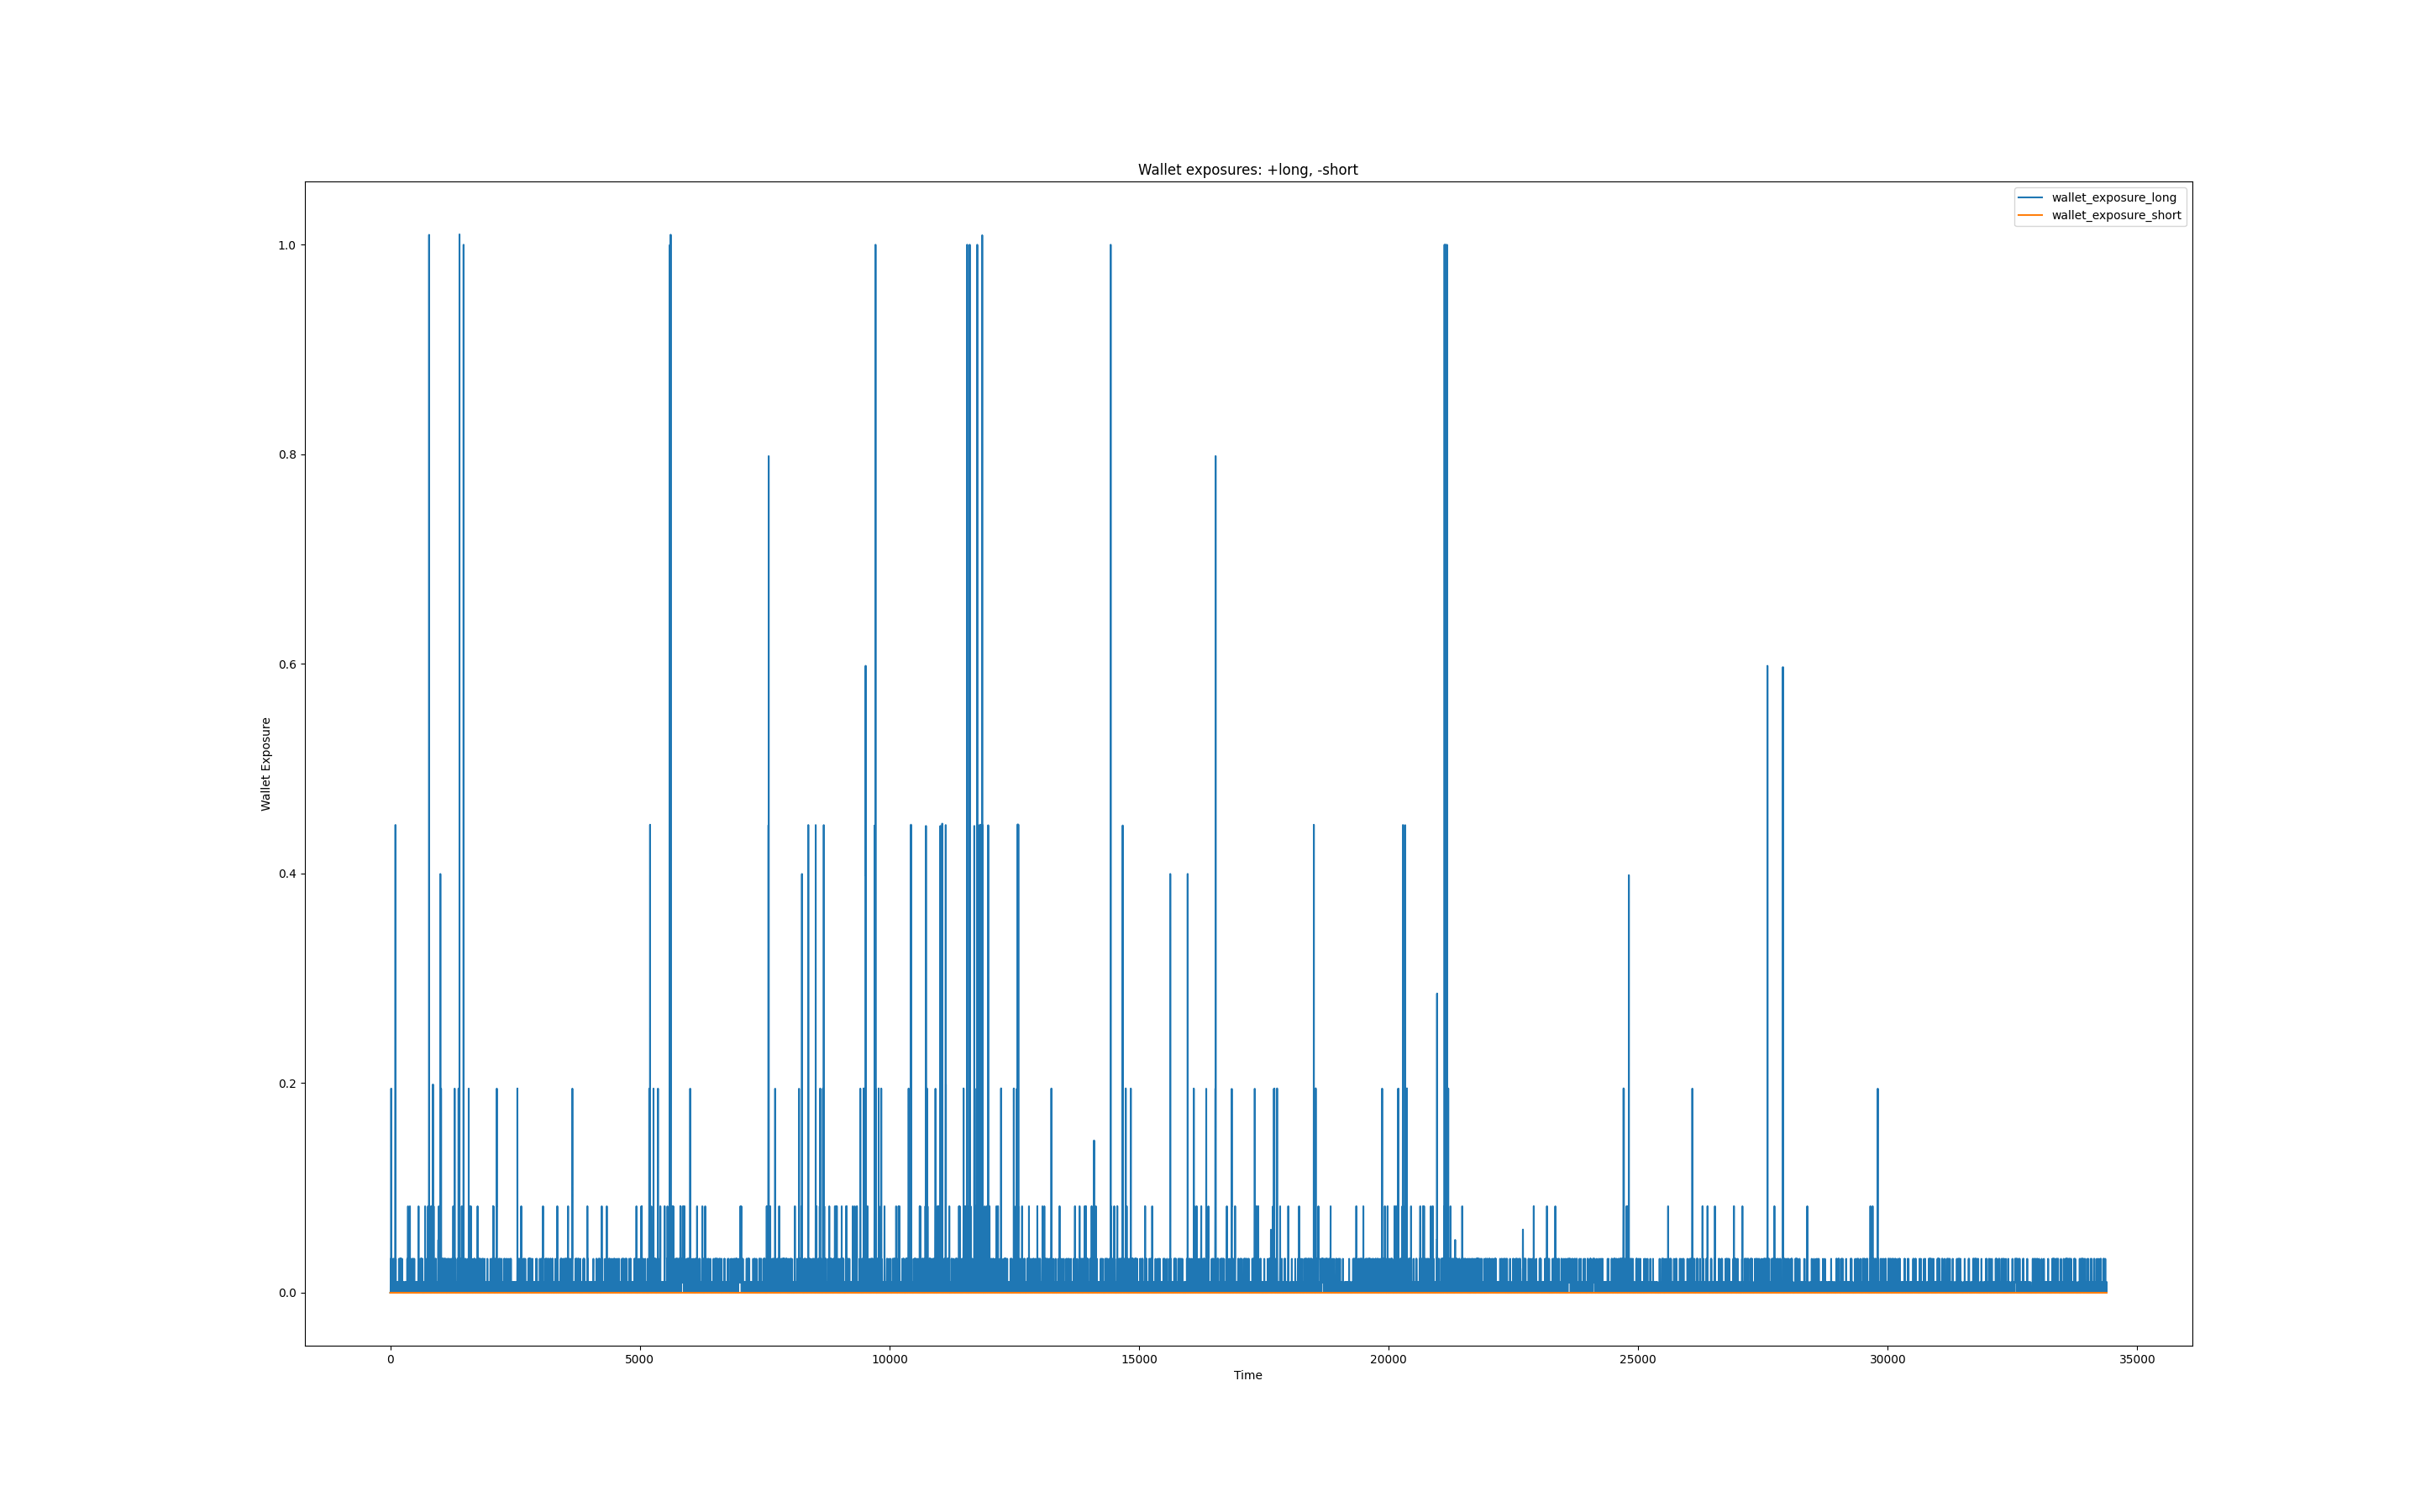 Wallet exposures: +long, -short
wallet_exposure_long
wallet_exposure_short
1.0
0.8
0.6
0.4
0.2
0.0
Wallet Exposure
0 5000 10000 15000 20000 25000 30000 35000
Time